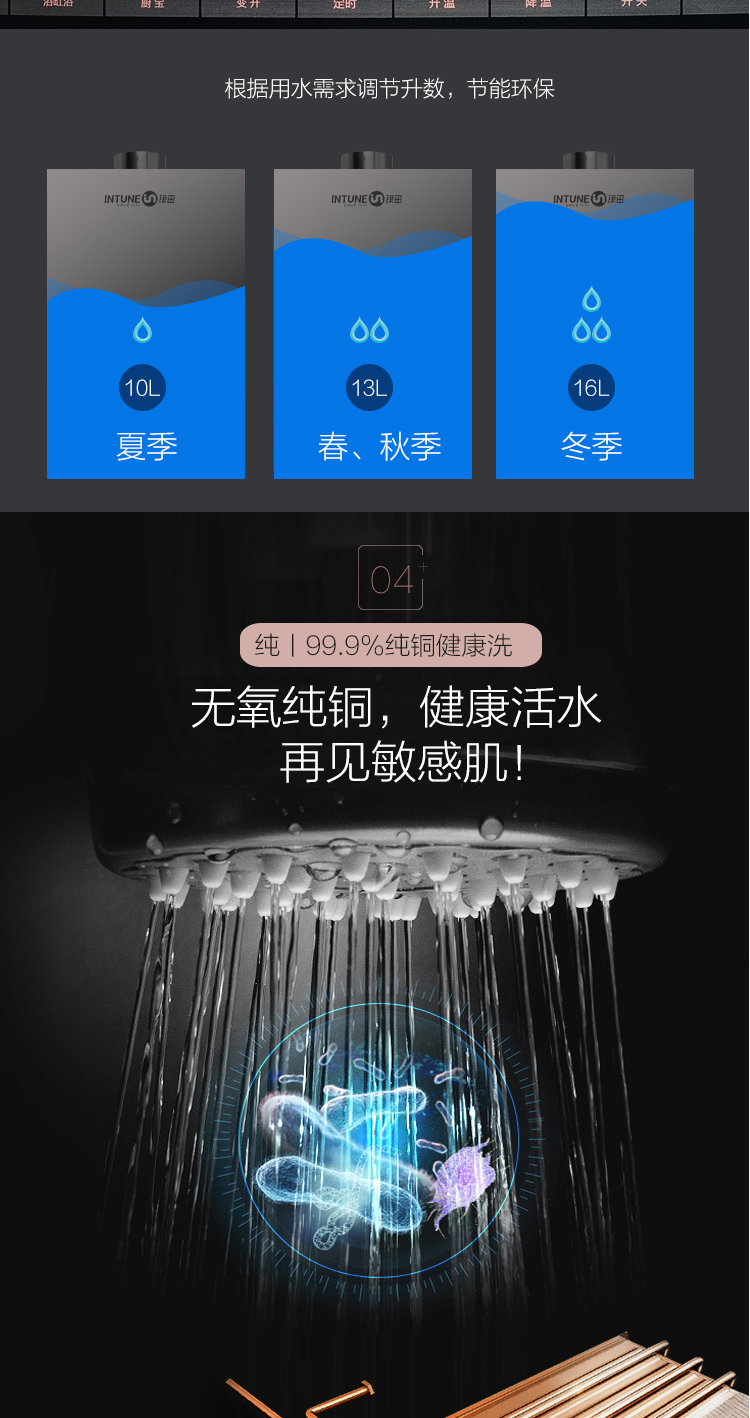 浴缸浴 厨宝 变升 定时 升温 降温 开关
根据用水需求调节升数，节能环保
INTUNE 樱田
INTUNE 樱田
INTUNE 樱田
10L
13L
16L
夏季
春、秋季
冬季
04+
纯丨99.9%纯铜健康洗
无氧纯铜，健康活水
再见敏感肌！